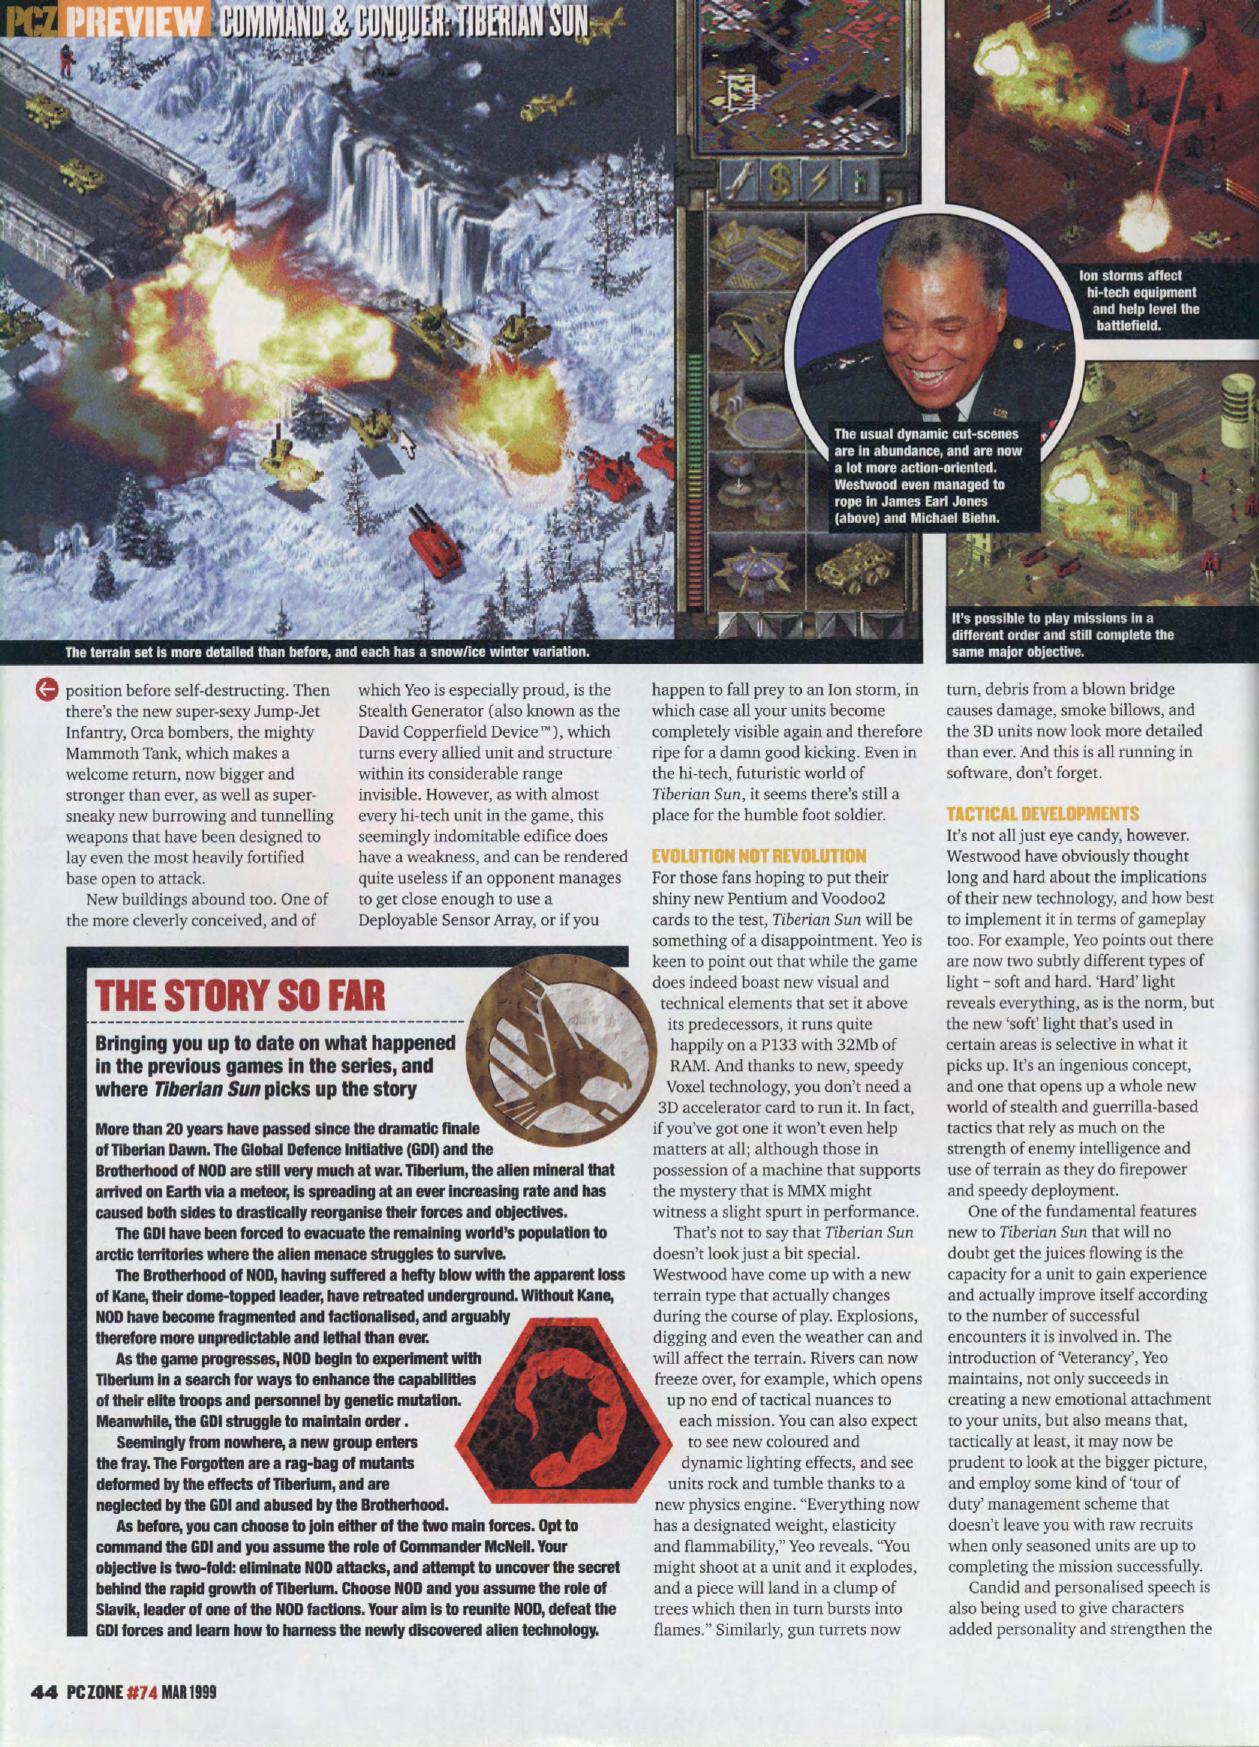 PCZ PREVIEW COMMAND & CONQUER: TIBERIAN SUN
Ion storms affect
hi-tech equipment
and help level the
battlefield.
The usual dynamic cut-scenes
are in abundance, and are now
a lot more action-oriented.
Westwood even managed to
rope in James Earl Jones
(above) and Michael Biehn.
It's possible to play missions in a
different order and still complete the
same major objective.
The terrain set is more detailed than before, and each has a snow/ice winter variation.
position before self-destructing. Then
there's the new super-sexy Jump-Jet
Infantry, Orca bombers, the mighty
Mammoth Tank, which makes a
welcome return, now bigger and
stronger than ever, as well as super-
sneaky new burrowing and tunnelling
weapons that have been designed to
lay even the most heavily fortified
base open to attack.
New buildings abound too. One of
the more cleverly conceived, and of
which Yeo is especially proud, is the
Stealth Generator (also known as the
David Copperfield Device™), which
turns every allied unit and structure
within its considerable range
invisible. However, as with almost
every hi-tech unit in the game, this
seemingly indomitable edifice does
have a weakness, and can be rendered
quite useless if an opponent manages
to get close enough to use a
Deployable Sensor Array, or if you
happen to fall prey to an Ion storm, in
which case all your units become
completely visible again and therefore
ripe for a damn good kicking. Even in
the hi-tech, futuristic world of
Tiberian Sun, it seems there's still a
place for the humble foot soldier.
EVOLUTION NOT REVOLUTION
For those fans hoping to put their
shiny new Pentium and Voodoo2
cards to the test, Tiberian Sun will be
something of a disappointment. Yeo is
keen to point out that while the game
does indeed boast new visual and
technical elements that set it above
its predecessors, it runs quite
happily on a P133 with 32Mb of
RAM. And thanks to new, speedy
Voxel technology, you don't need a
3D accelerator card to run it. In fact,
if you've got one it won't even help
matters at all; although those in
possession of a machine that supports
the mystery that is MMX might
witness a slight spurt in performance.
That's not to say that Tiberian Sun
doesn't look just a bit special.
Westwood have come up with a new
terrain type that actually changes
during the course of play. Explosions,
digging and even the weather can and
will affect the terrain. Rivers can now
freeze over, for example, which opens
up no end of tactical nuances to
each mission. You can also expect
to see new coloured and
dynamic lighting effects, and see
units rock and tumble thanks to a
new physics engine. "Everything now
has a designated weight, elasticity
and flammability," Yeo reveals. "You
might shoot at a unit and it explodes,
and a piece will land in a clump of
trees which then in turn bursts into
flames." Similarly, gun turrets now
turn, debris from a blown bridge
causes damage, smoke billows, and
the 3D units now look more detailed
than ever. And this is all running in
software, don't forget.
TACTICAL DEVELOPMENTS
It's not all just eye candy, however.
Westwood have obviously thought
long and hard about the implications
of their new technology, and how best
to implement it in terms of gameplay
too. For example, Yeo points out there
are now two subtly different types of
light – soft and hard. 'Hard' light
reveals everything, as is the norm, but
the new 'soft' light that's used in
certain areas is selective in what it
picks up. It's an ingenious concept,
and one that opens up a whole new
world of stealth and guerrilla-based
tactics that rely as much on the
strength of enemy intelligence and
use of terrain as they do firepower
and speedy deployment.
One of the fundamental features
new to Tiberian Sun that will no
doubt get the juices flowing is the
capacity for a unit to gain experience
and actually improve itself according
to the number of successful
encounters it is involved in. The
introduction of 'Veterancy', Yeo
maintains, not only succeeds in
creating a new emotional attachment
to your units, but also means that,
tactically at least, it may now be
prudent to look at the bigger picture,
and employ some kind of 'tour of
duty' management scheme that
doesn't leave you with raw recruits
when only seasoned units are up to
completing the mission successfully.
Candid and personalised speech is
also being used to give characters
added personality and strengthen the
THE STORY SO FAR
Bringing you up to date on what happened
in the previous games in the series, and
where Tiberian Sun picks up the story
More than 20 years have passed since the dramatic finale
of Tiberian Dawn. The Global Defence Initiative (GDI) and the
Brotherhood of NOD are still very much at war. Tiberium, the alien mineral that
arrived on Earth via a meteor, is spreading at an ever increasing rate and has
caused both sides to drastically reorganise their forces and objectives.
The GDI have been forced to evacuate the remaining world's population to
arctic territories where the alien menace struggles to survive.
The Brotherhood of NOD, having suffered a hefty blow with the apparent loss
of Kane, their dome-topped leader, have retreated underground. Without Kane,
NOD have become fragmented and factionalised, and arguably
therefore more unpredictable and lethal than ever.
As the game progresses, NOD begin to experiment with
Tiberium in a search for ways to enhance the capabilities
of their elite troops and personnel by genetic mutation.
Meanwhile, the GDI struggle to maintain order .
Seemingly from nowhere, a new group enters
the fray. The Forgotten are a rag-bag of mutants
deformed by the effects of Tiberium, and are
neglected by the GDI and abused by the Brotherhood.
As before, you can choose to join either of the two main forces. Opt to
command the GDI and you assume the role of Commander McNeil. Your
objective is two-fold: eliminate NOD attacks, and attempt to uncover the secret
behind the rapid growth of Tiberium. Choose NOD and you assume the role of
Slavik, leader of one of the NOD factions. Your aim is to reunite NOD, defeat the
GDI forces and learn how to harness the newly discovered alien technology.
44 PC ZONE #74 MAR 1999